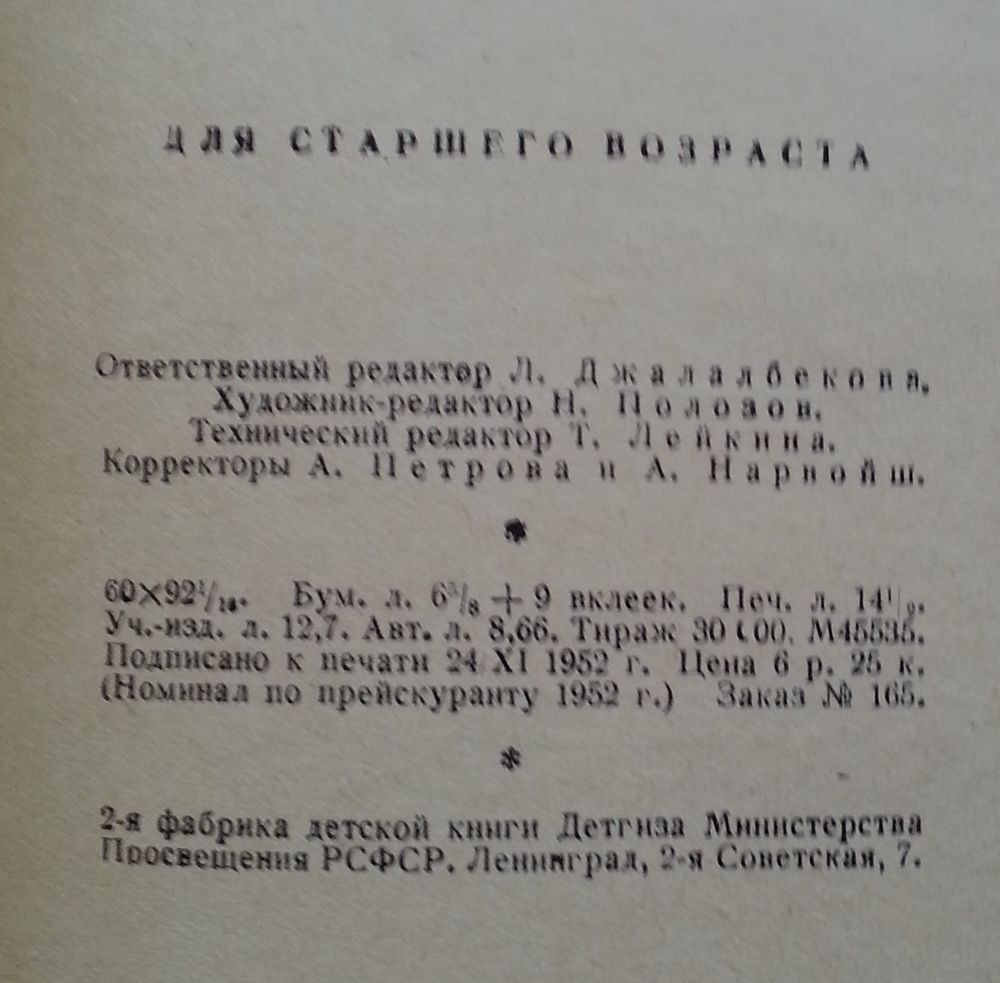 ДЛЯ СТАРШЕГО ВОЗРАСТА
Ответственный редактор Л. Джалалбекова.
Художник-редактор Н. Полозов.
Технический редактор Т. Лейкина.
Корректоры А. Петрова и А. Нарвойш.
*
60×92¹/₁₆. Бум. л. 6⁵/₈ + 9 вклеек. Печ. л.
Уч.-изд. л. 12,7. Авт. л. 8,66. Тираж 30 000. М45535.
Подписано к печати 24/XI 1952 г. Цена 6 р. 25 к.
(Номинал по прейскуранту 1952 г.) Заказ № 165.
*
2-я фабрика детской книги Детгиза Министерства
Просвещения РСФСР. Ленинград, 2-я Советская, 7.